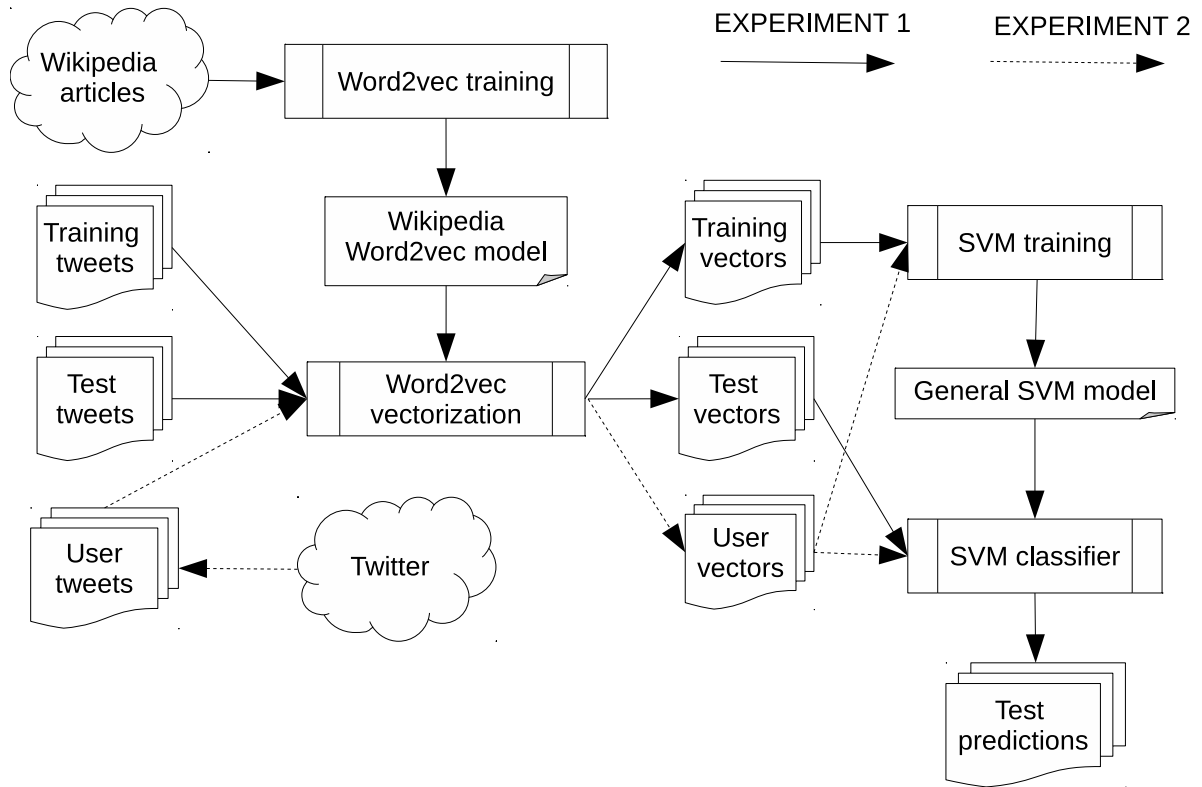 EXPERIMENT 1
EXPERIMENT 2
Wikipedia
articles
Word2vec training
Training
tweets
Wikipedia
Word2vec model
Training
vectors
SVM training
Test
tweets
Word2vec
vectorization
Test
vectors
General SVM model
User
tweets
Twitter
User
vectors
SVM classifier
Test
predictions